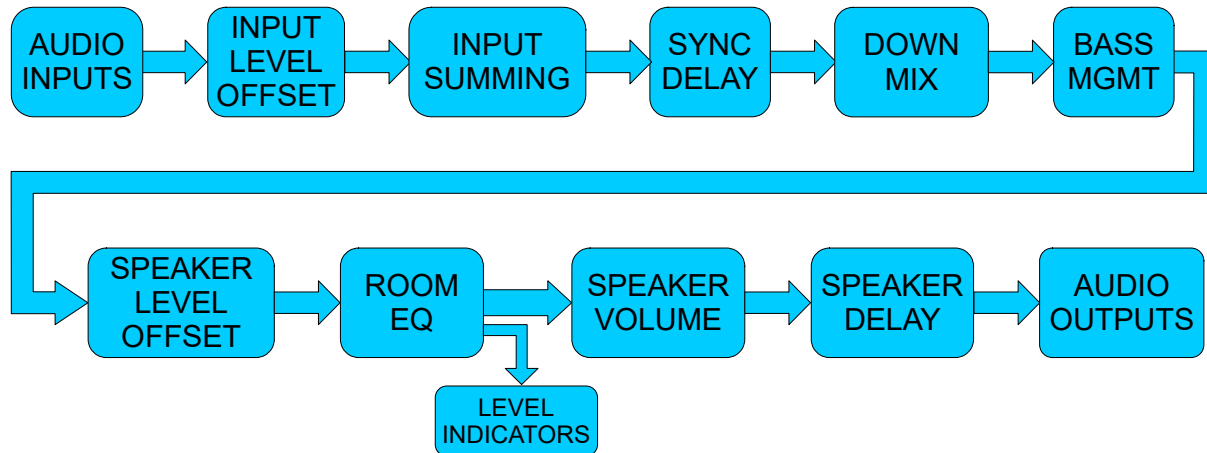 AUDIO
INPUTS
INPUT
LEVEL
OFFSET
INPUT
SUMMING
SYNC
DELAY
DOWN
MIX
BASS
MGMT
SPEAKER
LEVEL
OFFSET
ROOM
EQ
SPEAKER
VOLUME
SPEAKER
DELAY
AUDIO
OUTPUTS
LEVEL
INDICATORS